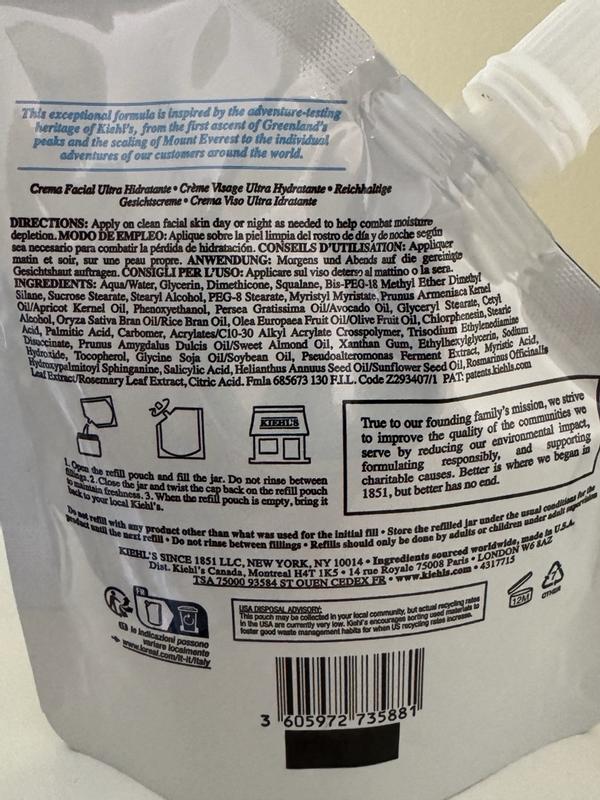 This exceptional formula is inspired by the adventure-testing
heritage of Kiehl's, from the first ascent of Greenland's
peaks and the scaling of Mount Everest to the individual
adventures of our customers around the world.
Crema Facial Ultra Hidratante • Crème Visage Ultra Hydratante • Reichhaltige
Gesichtscreme • Crema Viso Ultra Idratante
DIRECTIONS: Apply on clean facial skin day or night as needed to help combat moisture
depletion. MODO DE EMPLEO: Aplique sobre la piel limpia del rostro de día y de noche según
sea necesario para combatir la pérdida de hidratación. CONSEILS D'UTILISATION: Appliquer
matin et soir, sur une peau propre. ANWENDUNG: Morgens und Abends auf die gereinigte
Gesichtshaut auftragen. CONSIGLI PER L'USO: Applicare sul viso deterso al mattino o la sera.
INGREDIENTS: Aqua/Water, Glycerin, Dimethicone, Squalane, Bis-PEG-18 Methyl Ether Dimethyl
Silane, Sucrose Stearate, Stearyl Alcohol, PEG-8 Stearate, Myristyl Myristate, Prunus Armeniaca Kernel
Oil/Apricot Kernel Oil, Phenoxyethanol, Persea Gratissima Oil/Avocado Oil, Glyceryl Stearate, Cetyl
Alcohol, Oryza Sativa Bran Oil/Rice Bran Oil, Olea Europaea Fruit Oil/Olive Fruit Oil, Chlorphenesin, Stearic
Acid, Palmitic Acid, Carbomer, Acrylates/C10-30 Alkyl Acrylate Crosspolymer, Trisodium Ethylenediamine
Disuccinate, Prunus Amygdalus Dulcis Oil/Sweet Almond Oil, Xanthan Gum, Ethylhexylglycerin, Sodium
Hydroxide, Tocopherol, Glycine Soja Oil/Soybean Oil, Pseudoalteromonas Ferment Extract, Myristic Acid,
Hydroxypalmitoyl Sphinganine, Salicylic Acid, Helianthus Annuus Seed Oil/Sunflower Seed Oil, Rosmarinus Officinalis
Leaf Extract/Rosemary Leaf Extract, Citric Acid. Fmla 685673 130 F.I.L. Code Z293407/1 PAT: patents.kiehls.com
KIEHL'S
1. Open the refill pouch and fill the jar. Do not rinse between
fillings. 2. Close the jar and twist the cap back on the refill pouch
to maintain freshness. 3. When the refill pouch is empty, bring it
back to your local Kiehl's.
True to our founding family's mission, we strive
to improve the quality of the communities we
serve by reducing our environmental impact,
formulating responsibly, and supporting
charitable causes. Better is where we began in
1851, but better has no end.
Do not refill with any product other than what was used for the initial fill • Store the refilled jar under the usual conditions for the
product until the next refill • Do not rinse between fillings • Refills should only be done by adults or children under adult supervision
KIEHL'S SINCE 1851 LLC, NEW YORK, NY 10014 • Ingredients sourced worldwide, made in U.S.A.
Dist. Kiehl's Canada, Montreal H4T 1K5 • 14 rue Royale 75008 Paris • LONDON W6 8AZ
TSA 75000 93584 ST OUEN CEDEX FR • www.kiehls.com • 4317715
FR
le indicazioni possono
variare localmente
www.loreal.com/it-it/italy
USA DISPOSAL ADVISORY:
This pouch may be collected in your local community, but actual recycling rates
in the USA are currently very low. Kiehl's encourages sorting used materials to
foster good waste management habits for when US recycling rates increase.
12M
7
OTHER
3 605972 735881